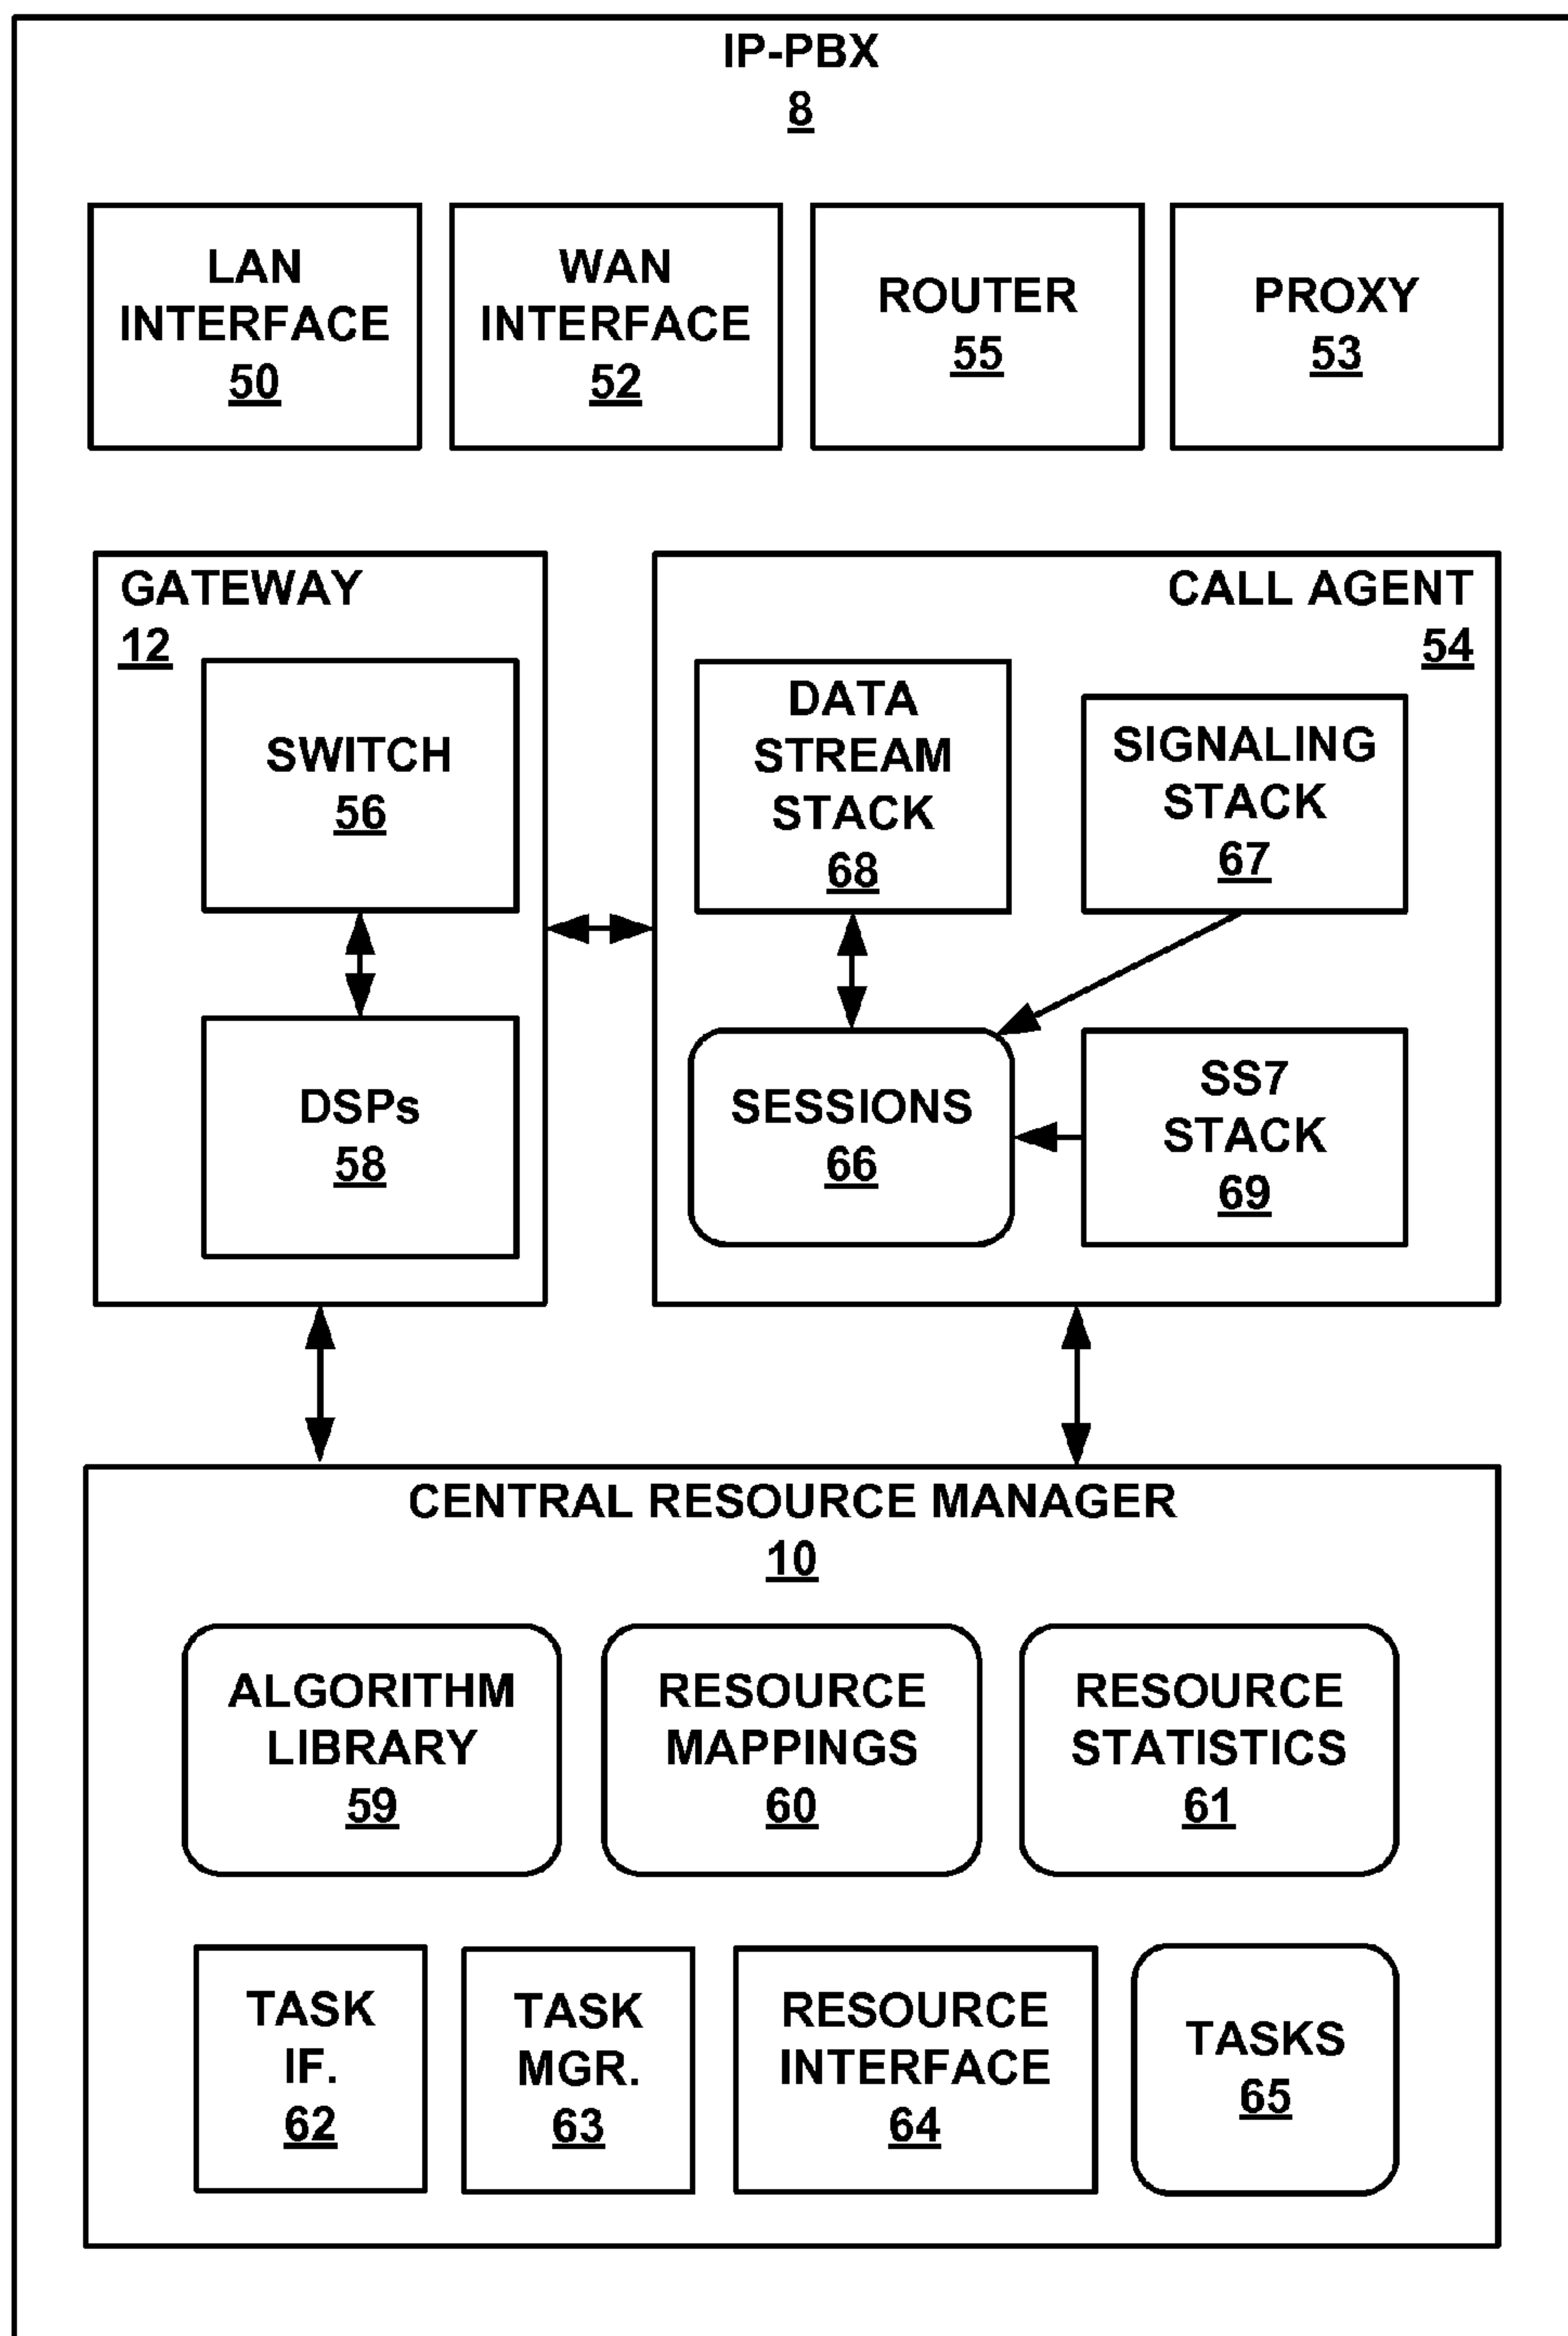 IP-PBX
8
LAN
INTERFACE
50
WAN
INTERFACE
52
ROUTER
55
PROXY
53
GATEWAY
12
SWITCH
56
DSPs
58
CALL AGENT
54
DATA
STREAM
STACK
68
SIGNALING
STACK
67
SESSIONS
66
SS7
STACK
69
CENTRAL RESOURCE MANAGER
10
ALGORITHM
LIBRARY
59
RESOURCE
MAPPINGS
60
RESOURCE
STATISTICS
61
TASK
IF.
62
TASK
MGR.
63
RESOURCE
INTERFACE
64
TASKS
65